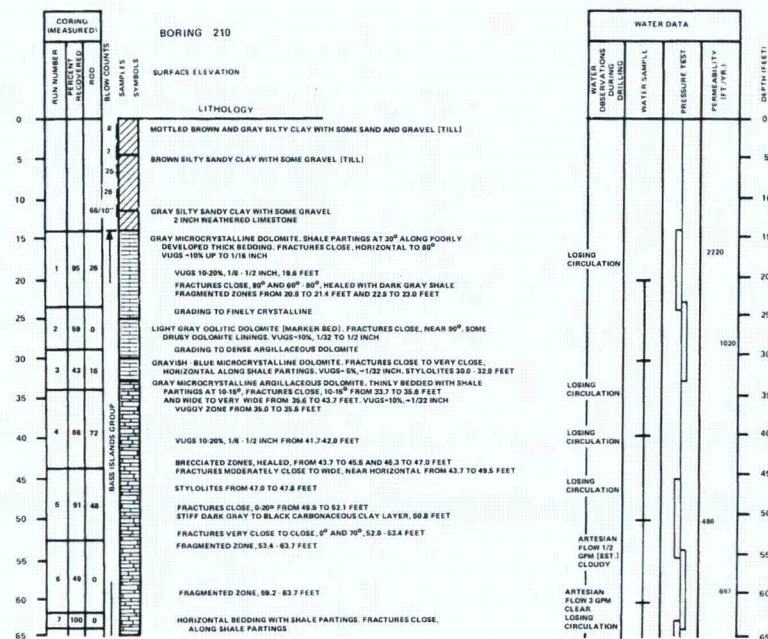 CORING
(MEASURED)
BORING 210
WATER DATA
RUN NUMBER
PERCENT
RECOVERED
RQD
BLOW COUNTS
SAMPLES
SYMBOLS
SURFACE ELEVATION
LITHOLOGY
WATER
OBSERVATIONS
DURING
DRILLING
WATER SAMPLE
PRESSURE TEST
PERMEABILITY
(FT./YR.)
DEPTH (FEET)
0
8
MOTTLED BROWN AND GRAY SILTY CLAY WITH SOME SAND AND GRAVEL [TILL]
0
7
5
BROWN SILTY SANDY CLAY WITH SOME GRAVEL [TILL]
5
25
26
10
66/10"
GRAY SILTY SANDY CLAY WITH SOME GRAVEL
10
2 INCH WEATHERED LIMESTONE
15
GRAY MICROCRYSTALLINE DOLOMITE. SHALE PARTINGS AT 30° ALONG POORLY
DEVELOPED THICK BEDDING. FRACTURES CLOSE, HORIZONTAL TO 80°
VUGS ~10% UP TO 1/16 INCH
15
LOSING
CIRCULATION
2220
1 95 26
VUGS 10-20%, 1/8 - 1/2 INCH, 19.6 FEET
20
FRACTURES CLOSE, 80° AND 60° - 80°, HEALED WITH DARK GRAY SHALE
FRAGMENTED ZONES FROM 20.9 TO 21.4 FEET AND 22.5 TO 23.0 FEET
20
GRADING TO FINELY CRYSTALLINE
25
2 59 0
LIGHT GRAY OOLITIC DOLOMITE [MARKER BED]. FRACTURES CLOSE, NEAR 90°, SOME
DRUSY DOLOMITE LININGS. VUGS~10%, 1/32 TO 1/2 INCH
25
1020
GRADING TO DENSE ARGILLACEOUS DOLOMITE
30
3 43 16
GRAYISH - BLUE MICROCRYSTALLINE DOLOMITE. FRACTURES CLOSE TO VERY CLOSE,
HORIZONTAL ALONG SHALE PARTINGS. VUGS~5%, ~1/32 INCH. STYLOLITES 30.0 - 32.0 FEET
30
GRAY MICROCRYSTALLINE ARGILLACEOUS DOLOMITE. THINLY BEDDED WITH SHALE
PARTINGS AT 10-15°, FRACTURES CLOSE, 10-15° FROM 33.7 TO 35.6 FEET
AND WIDE TO VERY WIDE FROM 35.6 TO 43.7 FEET. VUGS~10%, ~1/32 INCH
VUGGY ZONE FROM 35.0 TO 35.5 FEET
35
LOSING
CIRCULATION
35
4 88 72
40
VUGS 10-20%, 1/8 - 1/2 INCH FROM 41.7-42.0 FEET
LOSING
CIRCULATION
40
BASS ISLANDS GROUP
BRECCIATED ZONES, HEALED, FROM 43.7 TO 45.5 AND 46.3 TO 47.0 FEET
FRACTURES MODERATELY CLOSE TO WIDE, NEAR HORIZONTAL FROM 43.7 TO 49.5 FEET
45
45
STYLOLITES FROM 47.0 TO 47.8 FEET
LOSING
CIRCULATION
5 91 48
FRACTURES CLOSE, 0-20° FROM 49.5 TO 52.1 FEET
STIFF DARK GRAY TO BLACK CARBONACEOUS CLAY LAYER, 50.8 FEET
50
50
486
FRACTURES VERY CLOSE TO CLOSE, 0° AND 70°, 52.8 - 53.4 FEET
FRAGMENTED ZONE, 53.4 - 63.7 FEET
ARTESIAN
FLOW 1/2
GPM [EST.]
CLOUDY
55
55
6 49 0
FRAGMENTED ZONE, 59.2 - 63.7 FEET
60
ARTESIAN
FLOW 3 GPM
CLEAR
60
7 100 0
HORIZONTAL BEDDING WITH SHALE PARTINGS. FRACTURES CLOSE,
ALONG SHALE PARTINGS
LOSING
CIRCULATION
65
65